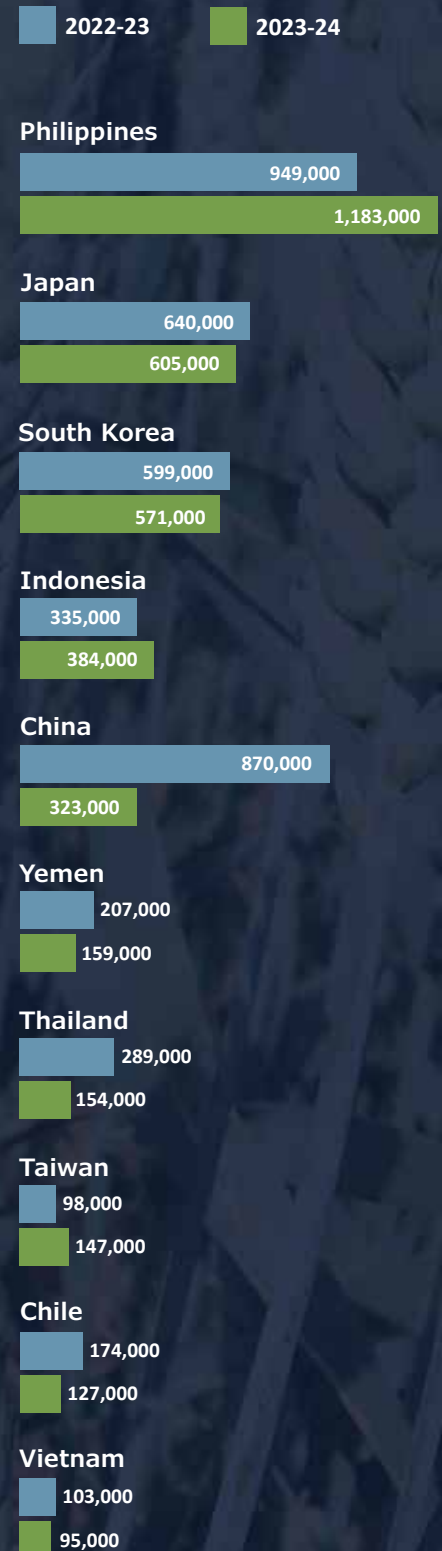 2022-23 2023-24
Philippines
949,000
1,183,000
Japan
640,000
605,000
South Korea
599,000
571,000
Indonesia
335,000
384,000
China
870,000
323,000
Yemen
207,000
159,000
Thailand
289,000
154,000
Taiwan
98,000
147,000
Chile
174,000
127,000
Vietnam
103,000
95,000